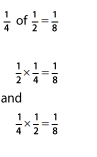 1/4 of 1/2 = 1/8
1/2 × 1/4 = 1/8
and
1/4 × 1/2 = 1/8